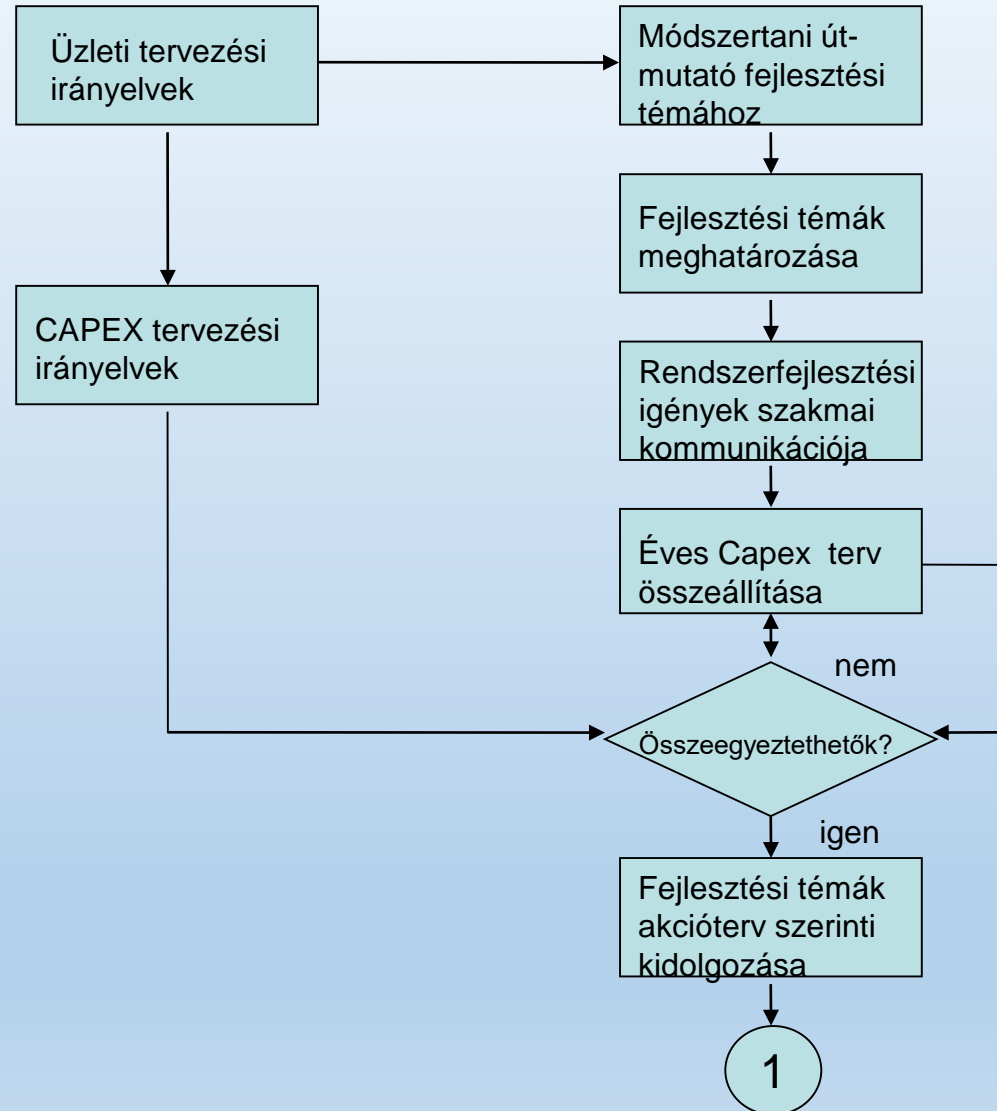 Üzleti tervezési
irányelvek
Módszertani út-
mutató fejlesztési
témához
Fejlesztési témák
meghatározása
CAPEX tervezési
irányelvek
Rendszerfejlesztési
igények szakmai
kommunikációja
Éves Capex terv
összeállítása
nem
Összeegyeztethetők?
igen
Fejlesztési témák
akcióterv szerinti
kidolgozása
1